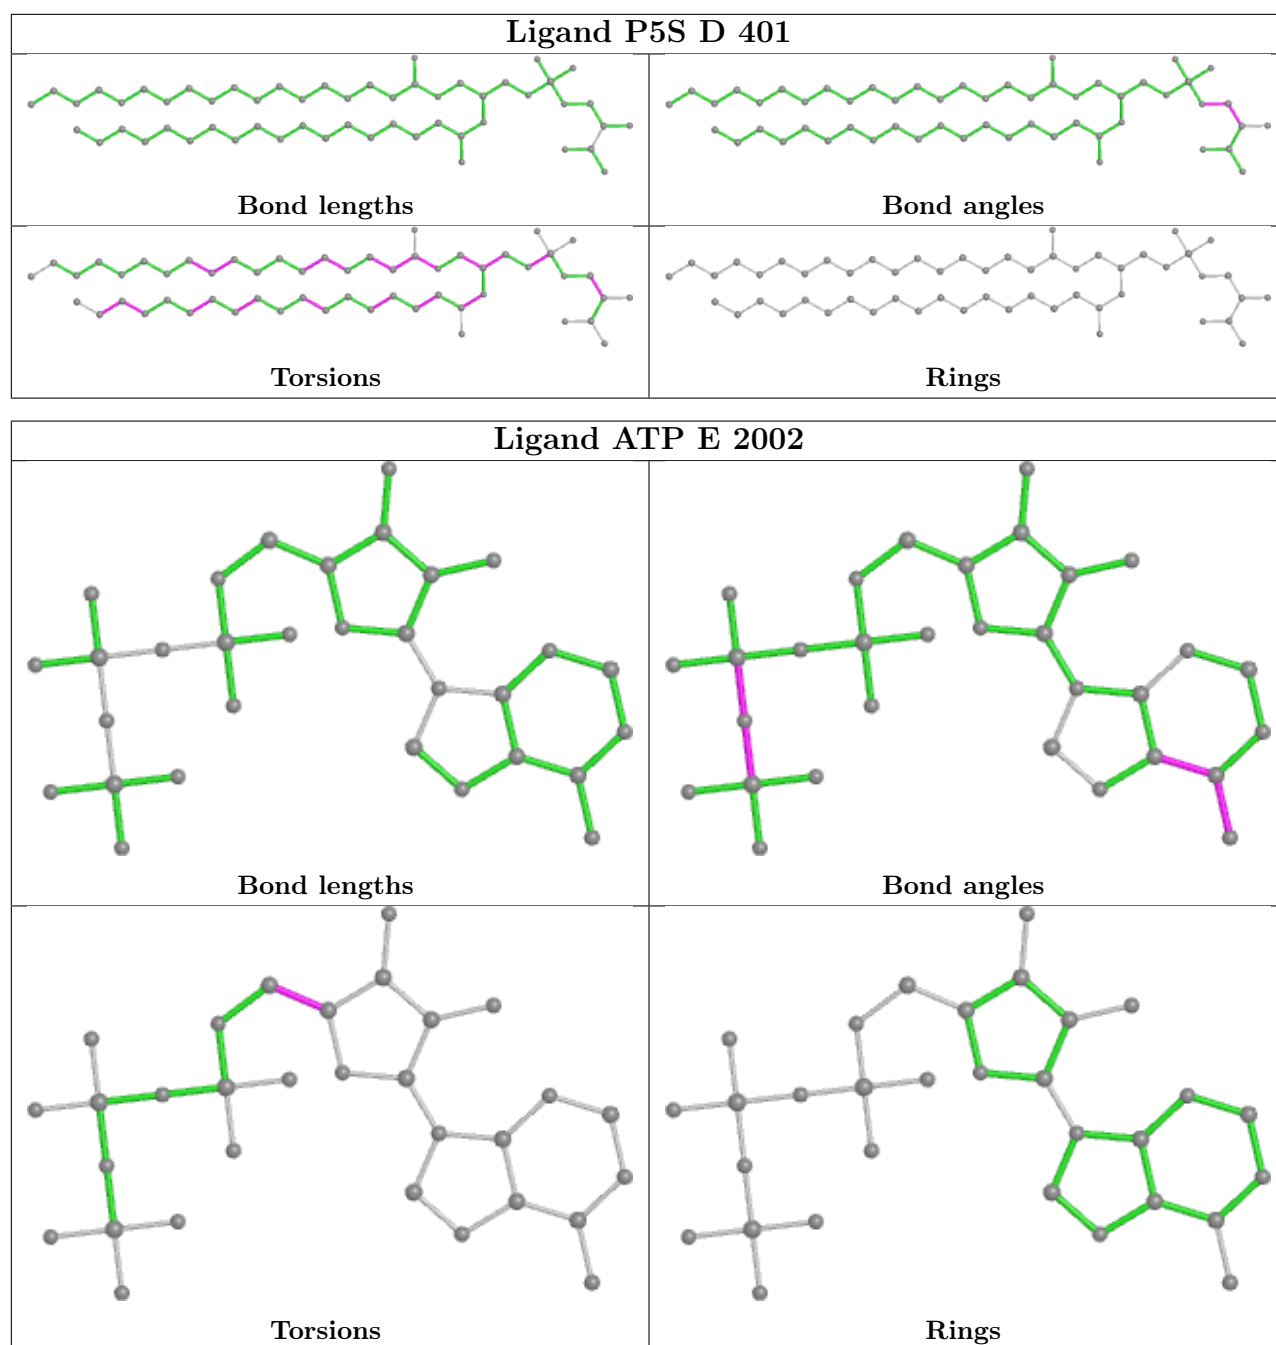 Ligand P5S D 401
Bond lengths
Bond angles
Torsions
Rings
Ligand ATP E 2002
Bond lengths
Bond angles
Torsions
Rings